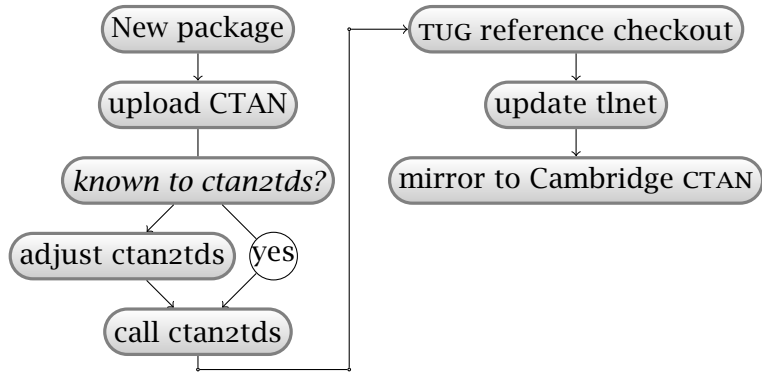 New package
upload CTAN
known to ctan2tds?
adjust ctan2tds
yes
call ctan2tds
TUG reference checkout
update tlnet
mirror to Cambridge CTAN